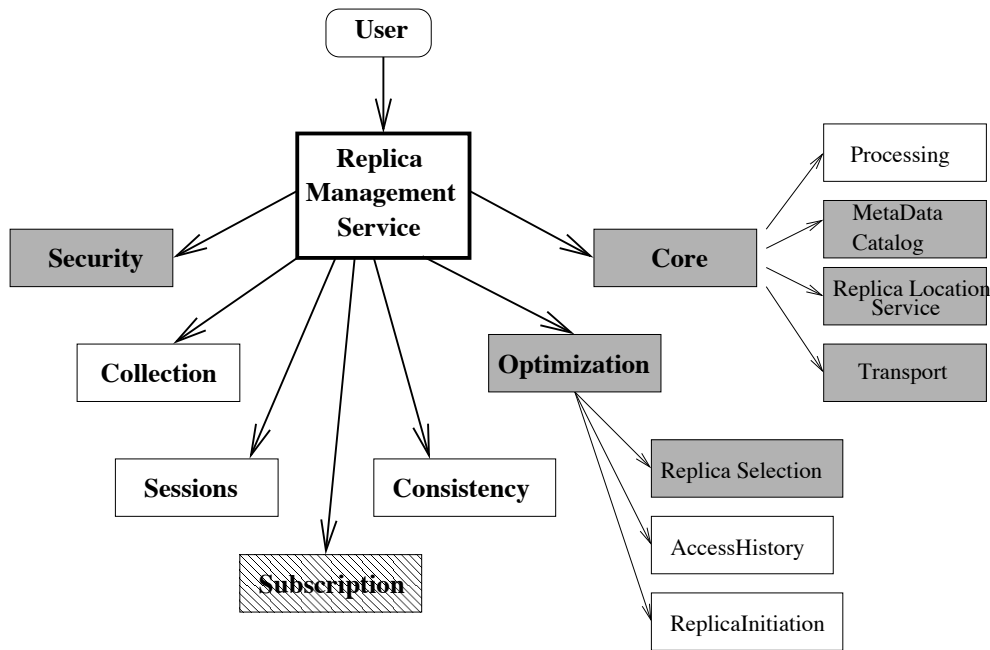 User
Replica
Management
Service
Processing
MetaData
Catalog
Security
Core
Replica Location
Service
Collection
Optimization
Transport
Sessions
Consistency
Replica Selection
AccessHistory
Subscription
ReplicaInitiation